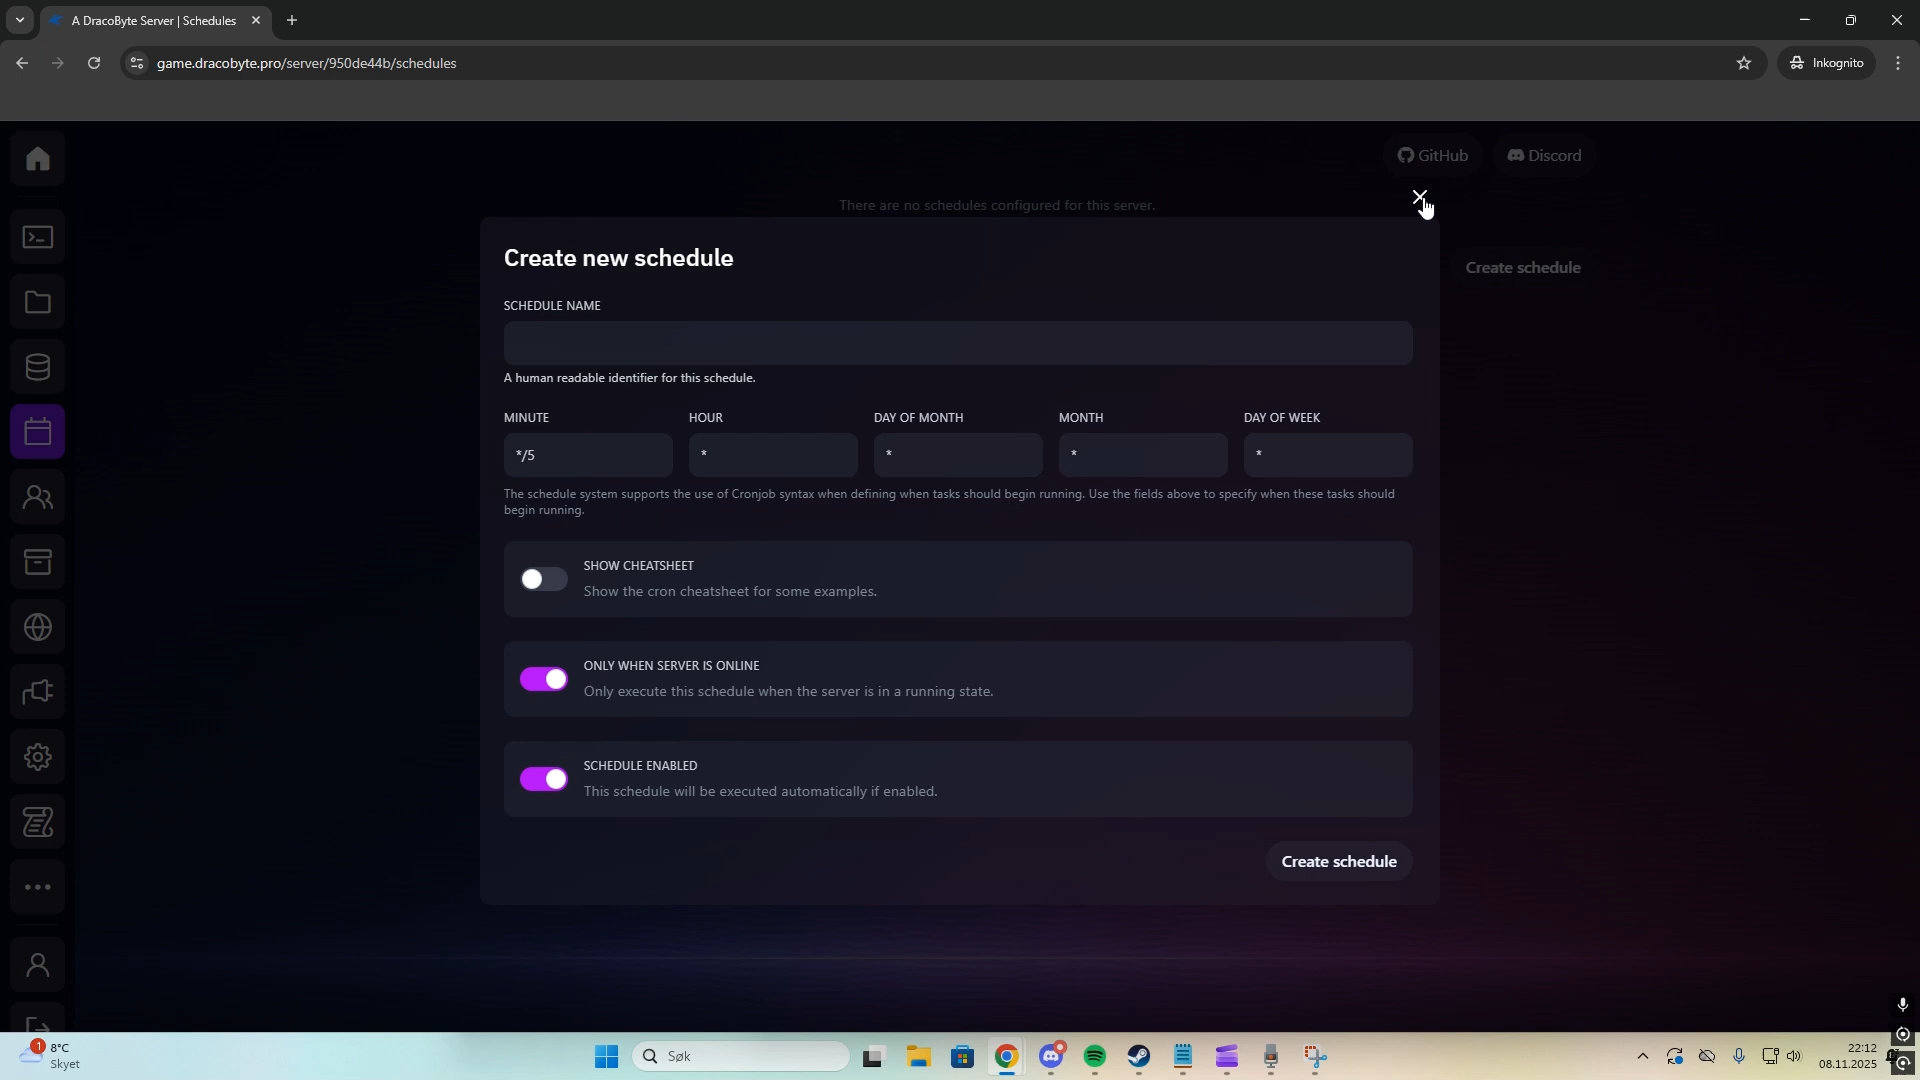 A DracoByte Server | Schedules
game.dracobyte.pro/server/950de44b/schedules
Inkognito
GitHub
Discord
There are no schedules configured for this server.
Create schedule
Create new schedule
SCHEDULE NAME
A human readable identifier for this schedule.
MINUTE HOUR DAY OF MONTH MONTH DAY OF WEEK
*/5 * * * *
The schedule system supports the use of Cronjob syntax when defining when tasks should begin running. Use the fields above to specify when these tasks should
begin running.
SHOW CHEATSHEET
Show the cron cheatsheet for some examples.
ONLY WHEN SERVER IS ONLINE
Only execute this schedule when the server is in a running state.
SCHEDULE ENABLED
This schedule will be executed automatically if enabled.
Create schedule
1
8°C
Skyet
Søk
22:12
08.11.2025